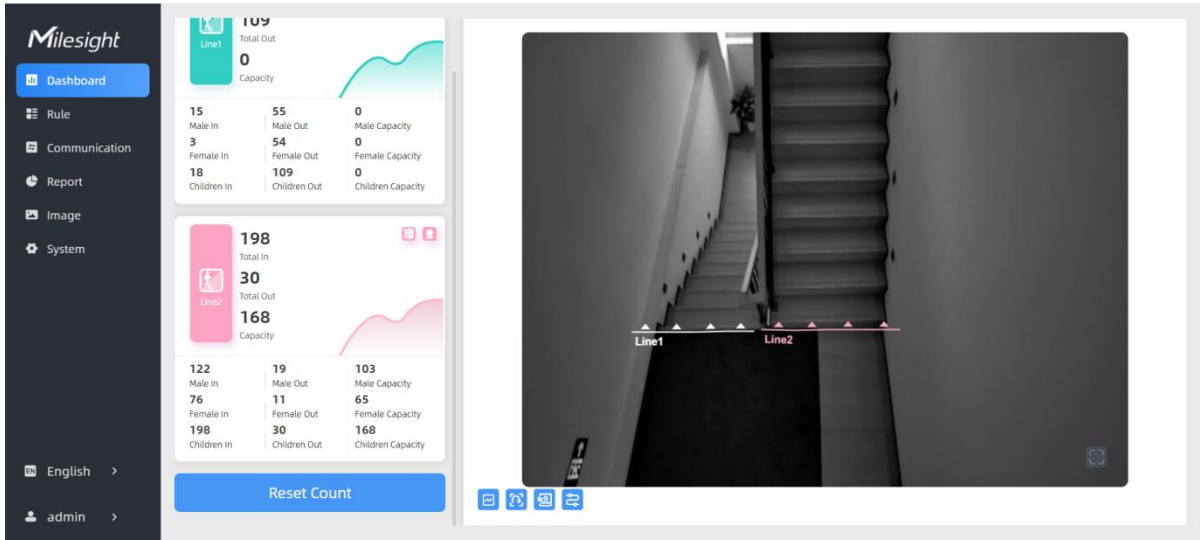 Milesight
Dashboard
Rule
Communication
Report
Image
System
EN English >
admin >
Line1
109
Total Out
0
Capacity
15 55 0
Male In Male Out Male Capacity
3 54 0
Female In Female Out Female Capacity
18 109 0
Children In Children Out Children Capacity
Line2
198
Total In
30
Total Out
168
Capacity
122 19 103
Male In Male Out Male Capacity
76 11 65
Female In Female Out Female Capacity
198 30 168
Children In Children Out Children Capacity
Reset Count
Line1 Line2